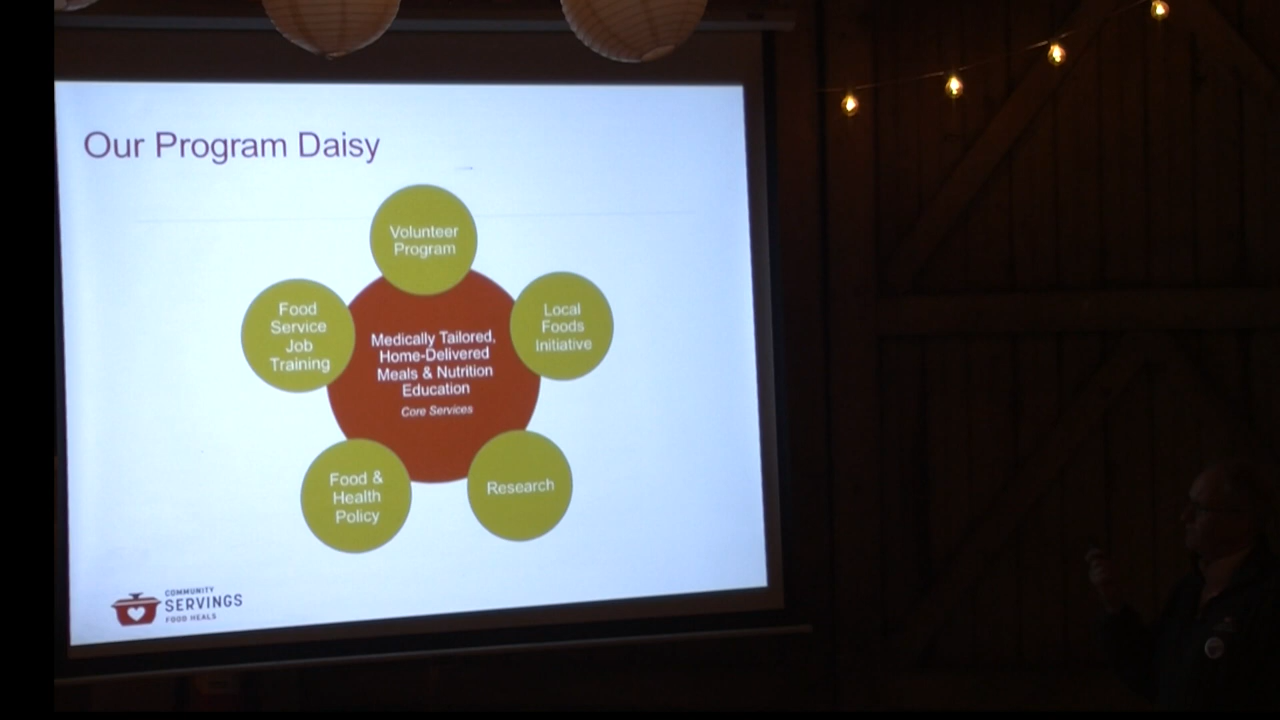 Our Program Daisy
Volunteer
Program
Food
Service
Job
Training
Local
Foods
Initiative
Medically Tailored,
Home-Delivered
Meals & Nutrition
Education
Core Services
Food &
Health
Policy
Research
COMMUNITY
SERVINGS
FOOD HEALS